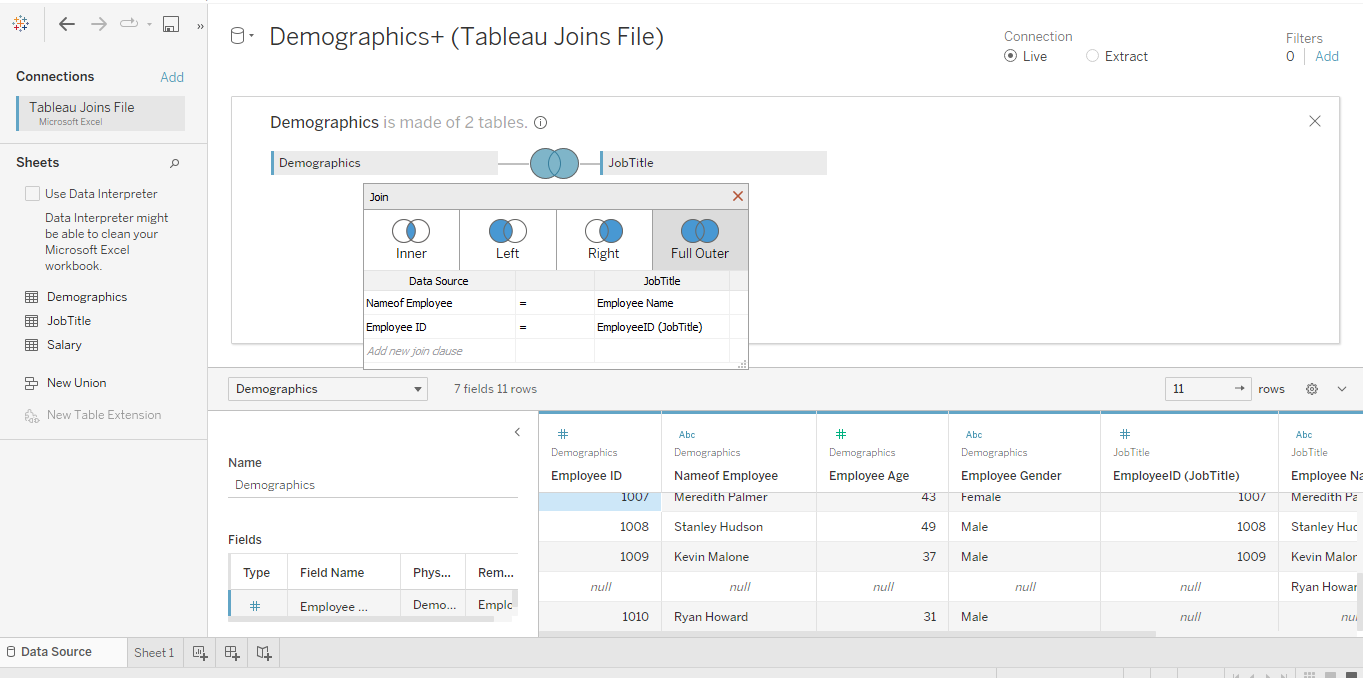 Demographics+ (Tableau Joins File)
Connection
Live
Extract
Filters
0
Add
Connections
Add
Tableau Joins File
Microsoft Excel
Sheets
Use Data Interpreter
Data Interpreter might
be able to clean your
Microsoft Excel
workbook.
Demographics
JobTitle
Salary
New Union
New Table Extension
Demographics is made of 2 tables.
Demographics
JobTitle
Join
Inner
Left
Right
Full Outer
Data Source
JobTitle
Nameof Employee = Employee Name
Employee ID = EmployeeID (JobTitle)
Add new join clause
Demographics
7 fields 11 rows
11
rows
Name
Demographics
Fields
Type Field Name Phys... Rem...
# Employee ... Demo... Emplc
# Abc # Abc # Abc
Demographics Demographics Demographics Demographics JobTitle JobTitle
Employee ID Nameof Employee Employee Age Employee Gender EmployeeID (JobTitle) Employee Na
1007 Meredith Palmer 43 Female 1007 Meredith Pa
1008 Stanley Hudson 49 Male 1008 Stanley Huc
1009 Kevin Malone 37 Male 1009 Kevin Malor
null null null null null Ryan Howar
1010 Ryan Howard 31 Male null nu
Data Source
Sheet 1